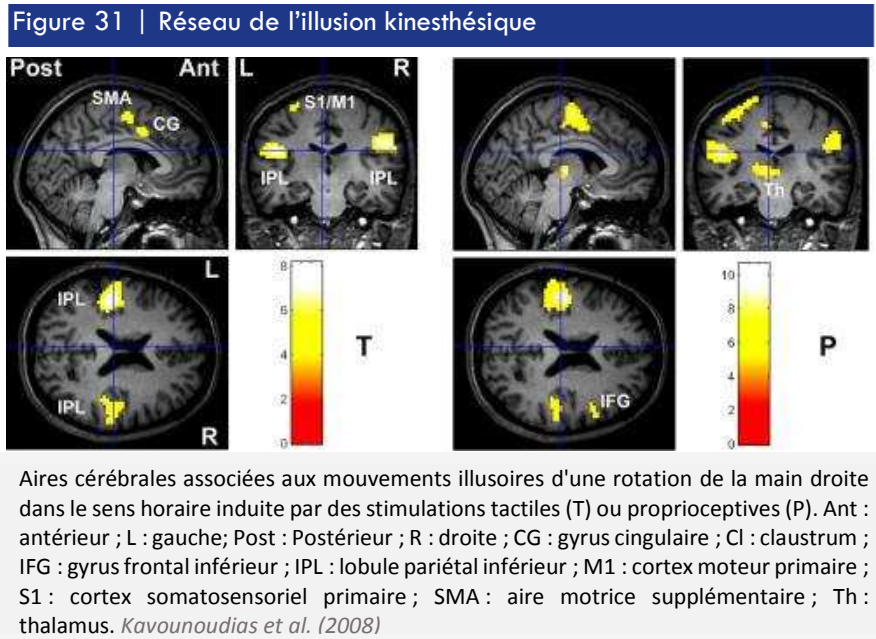 Figure 31 | Réseau de l'illusion kinesthésique
Post Ant L R
SMA S1/M1
CG
IPL IPL
Th
L
IPL
IPL
R
8
6
4
2
0
T
IFG
10
8
6
4
2
0
P
Aires cérébrales associées aux mouvements illusoires d'une rotation de la main droite
dans le sens horaire induite par des stimulations tactiles (T) ou proprioceptives (P). Ant :
antérieur ; L : gauche; Post : Postérieur ; R : droite ; CG : gyrus cingulaire ; Cl : claustrum ;
IFG : gyrus frontal inférieur ; IPL : lobule pariétal inférieur ; M1 : cortex moteur primaire ;
S1 : cortex somatosensoriel primaire ; SMA : aire motrice supplémentaire ; Th :
thalamus. Kavounoudias et al. (2008)